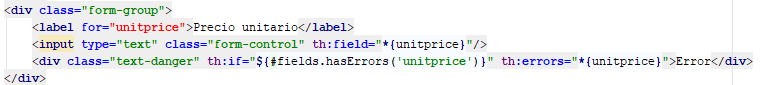 <div class="form-group">
<label for="unitprice">Precio unitario</label>
<input type="text" class="form-control" th:field="*{unitprice}"/>
<div class="text-danger" th:if="${#fields.hasErrors('unitprice')}" th:errors="*{unitprice}">Error</div>
</div>